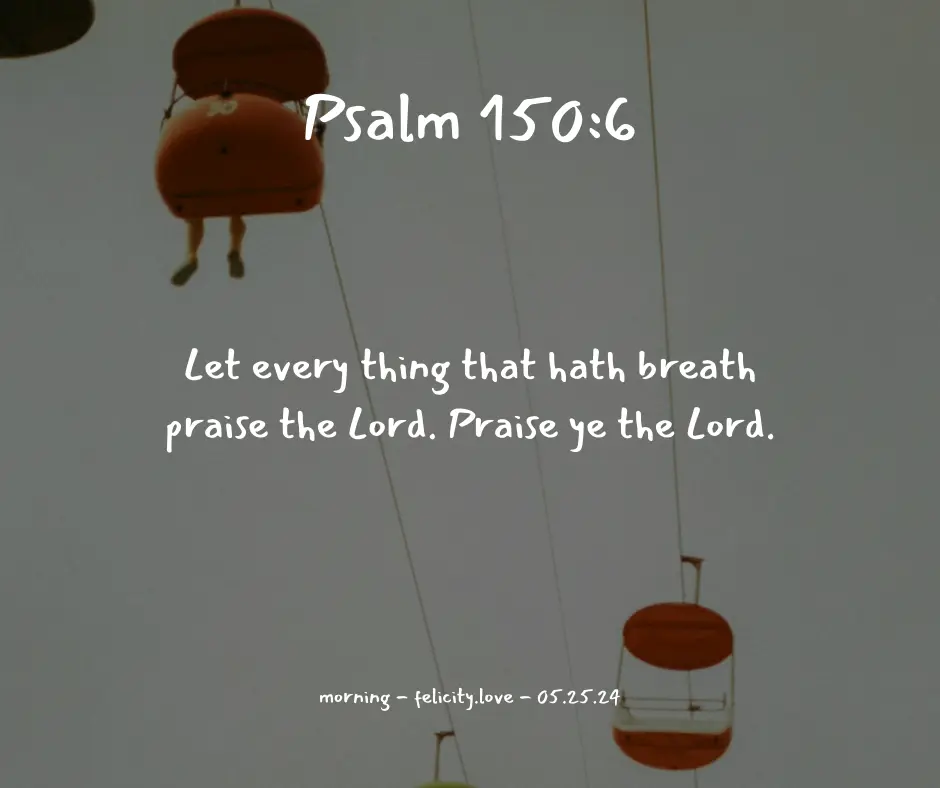 Psalm 150:6
Let every thing that hath breath
praise the Lord. Praise ye the Lord.
morning - felicity.love - 05.25.24